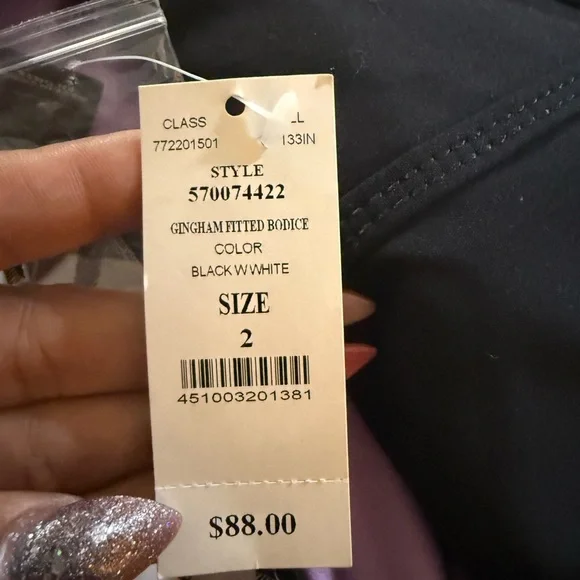 CLASS
772201501 133IN
STYLE
570074422
GINGHAM FITTED BODICE
COLOR
BLACK W WHITE
SIZE
2
451003201381
$88.00